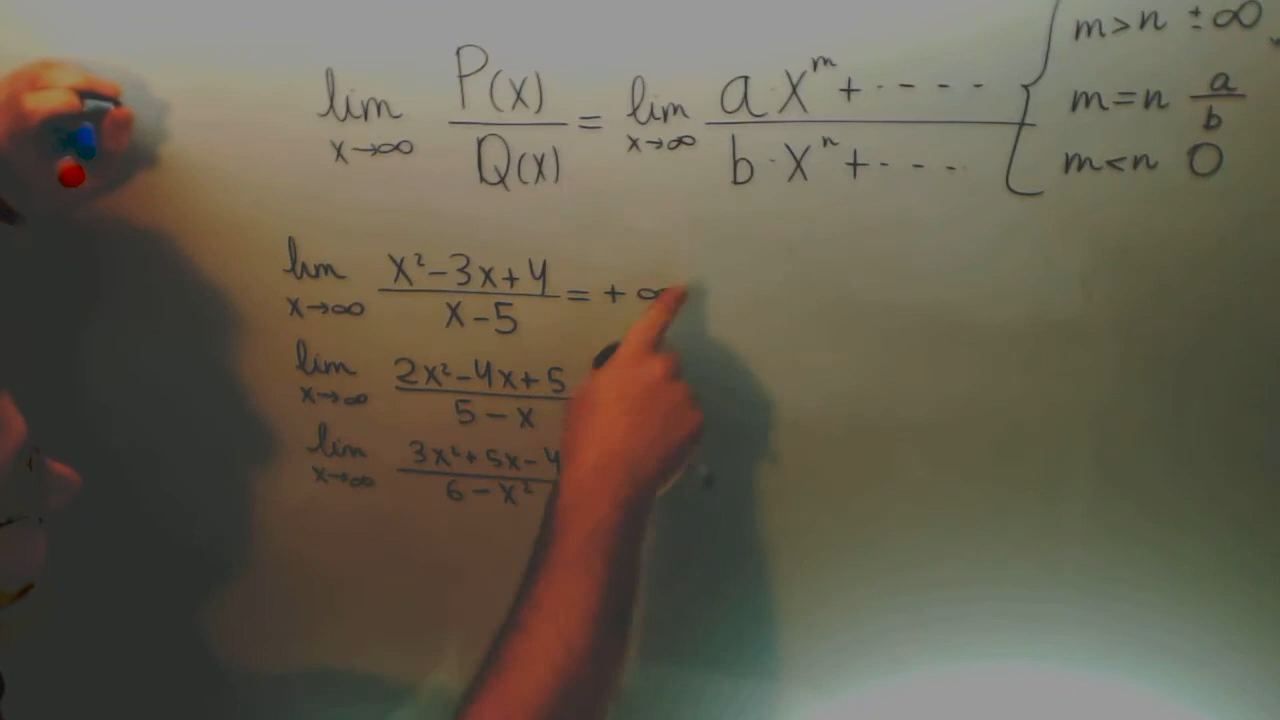 lim x→∞ P(x)/Q(x) = lim x→∞ a x^m + ----/b·x^n + ---- { m>n ±∞
m=n a/b
m<n 0
lim x→∞ x²-3x+4/x-5 = + ∞
lim x→∞ 2x²-4x+5/5-x
lim x→∞ 3x²+5x-4/6-x²